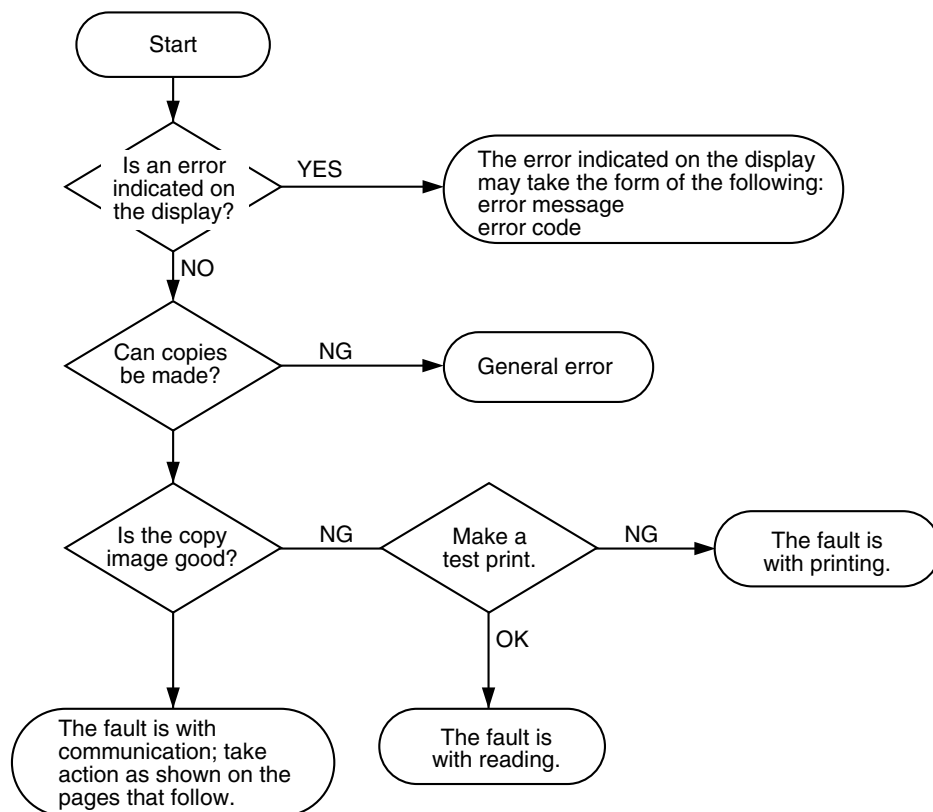 Start
Is an error
indicated on
the display?
YES
The error indicated on the display
may take the form of the following:
error message
error code
NO
Can copies
be made?
NG
General error
Is the copy
image good?
NG
Make a
test print.
NG
The fault is
with printing.
OK
The fault is with
communication; take
action as shown on the
pages that follow.
The fault is
with reading.